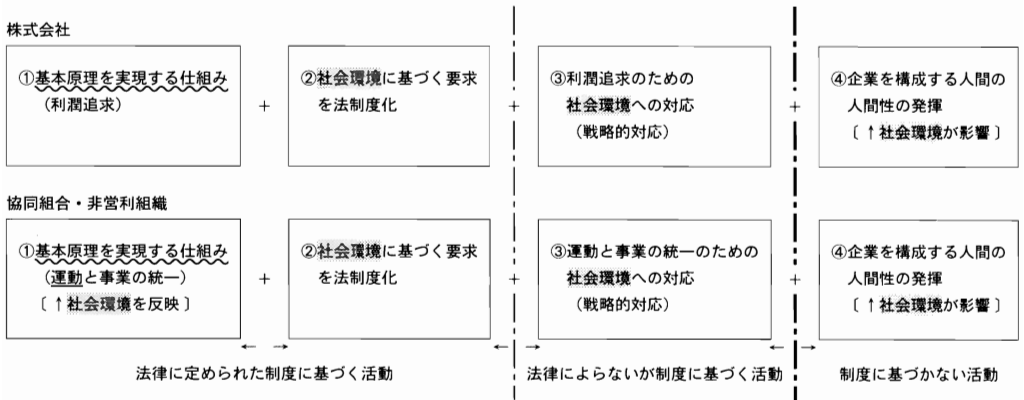 株式会社
①基本原理を実現する仕組み
（利潤追求）
+
②社会環境に基づく要求
を法制度化
+
③利潤追求のための
社会環境への対応
（戦略的対応）
+
④企業を構成する人間の
人間性の発揮
〔↑社会環境が影響〕
協同組合・非営利組織
①基本原理を実現する仕組み
（運動と事業の統一）
〔↑社会環境を反映〕
+
②社会環境に基づく要求
を法制度化
+
③運動と事業の統一のための
社会環境への対応
（戦略的対応）
+
④企業を構成する人間の
人間性の発揮
〔↑社会環境が影響〕
法律に定められた制度に基づく活動
法律によらないが制度に基づく活動
制度に基づかない活動